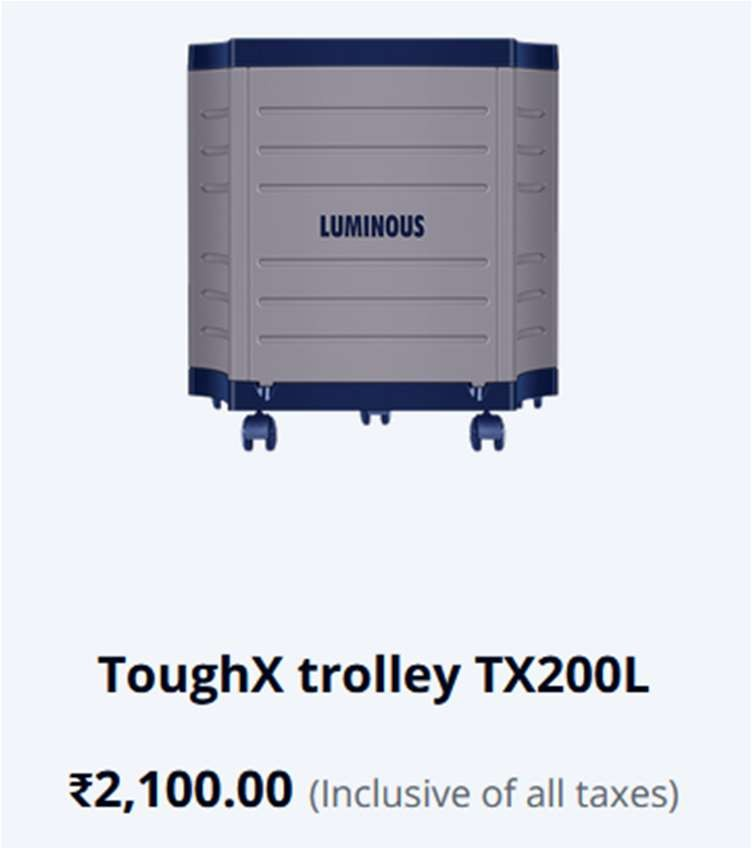 LUMINOUS
ToughX trolley TX200L
₹2,100.00 (Inclusive of all taxes)